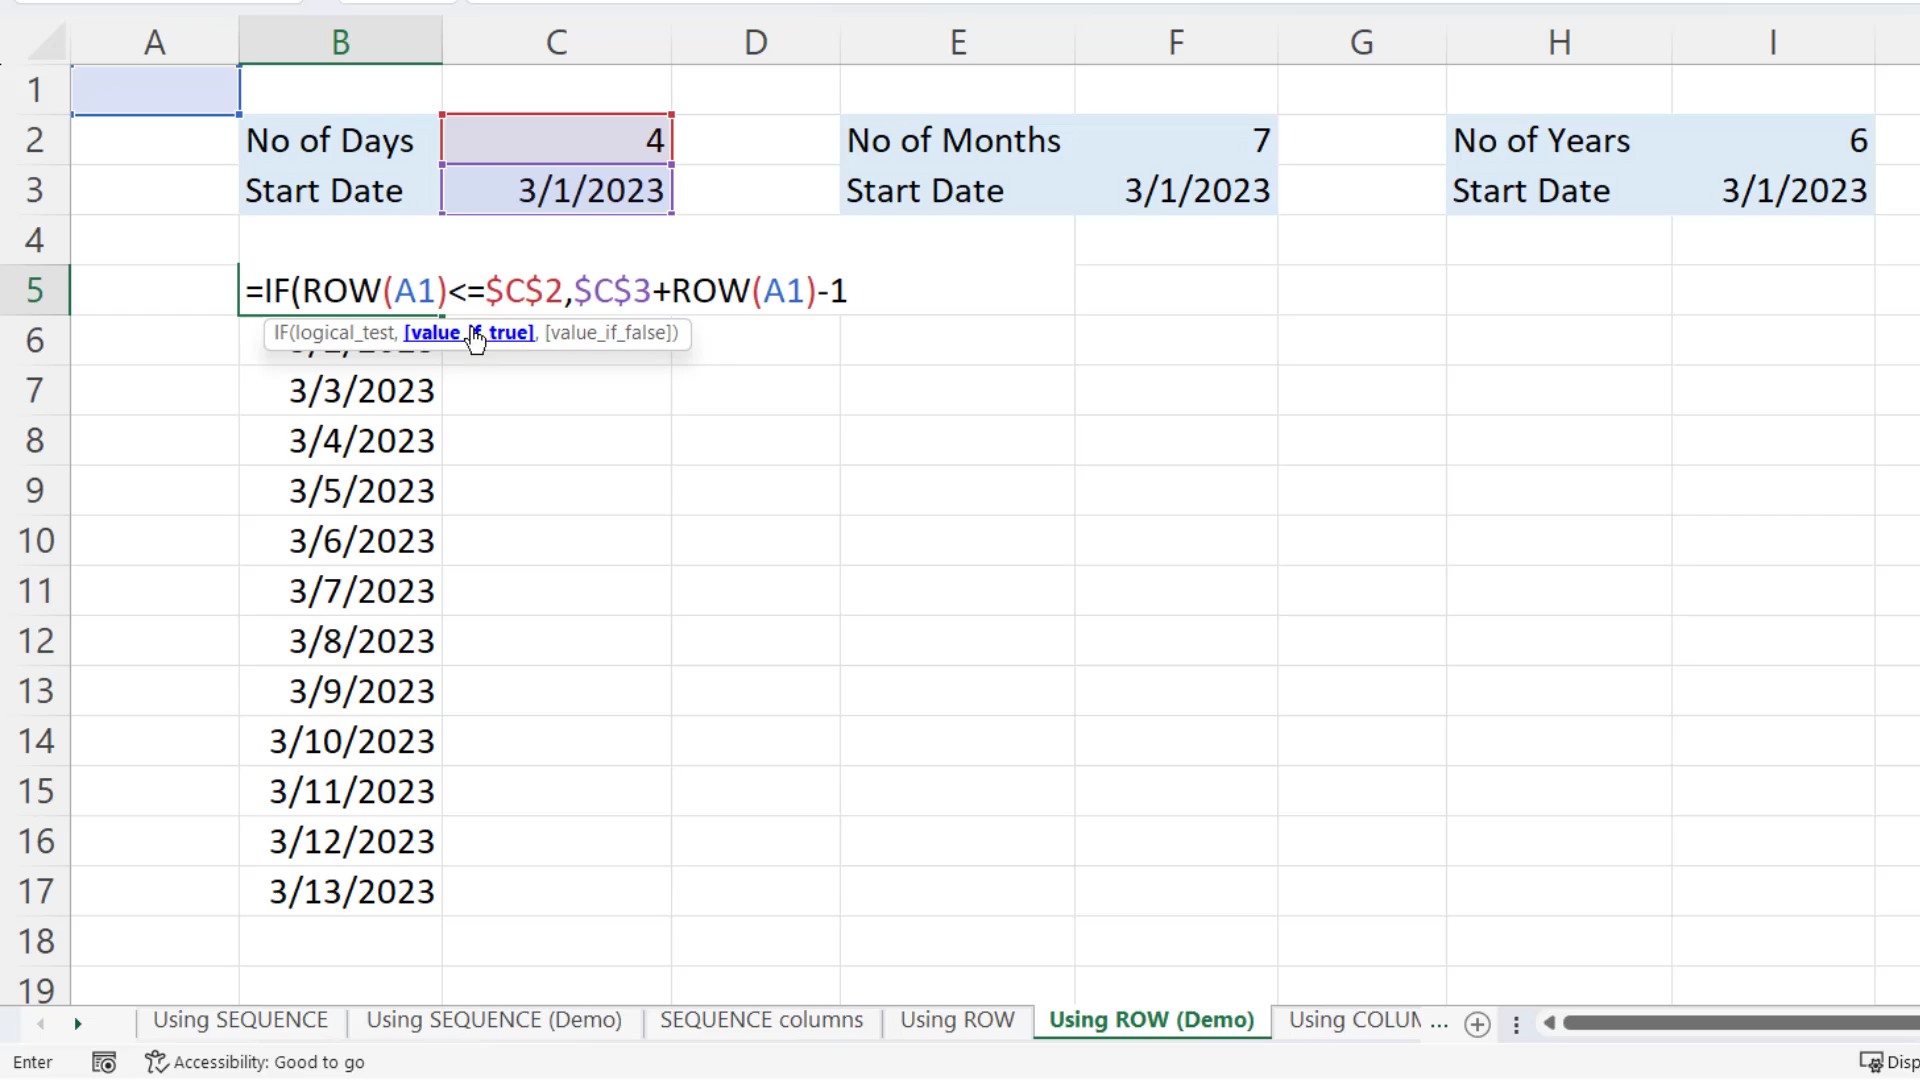 A B C D E F G H I
1
2 No of Days 4 No of Months 7 No of Years 6
3 Start Date 3/1/2023 Start Date 3/1/2023 Start Date 3/1/2023
4
5 =IF(ROW(A1)<=$C$2,$C$3+ROW(A1)-1
IF(logical_test, [value_if_true], [value_if_false])
6
7 3/3/2023
8 3/4/2023
9 3/5/2023
10 3/6/2023
11 3/7/2023
12 3/8/2023
13 3/9/2023
14 3/10/2023
15 3/11/2023
16 3/12/2023
17 3/13/2023
18
19
Using SEQUENCE Using SEQUENCE (Demo) SEQUENCE columns Using ROW Using ROW (Demo) Using COLUM ...
Enter Accessibility: Good to go Disp